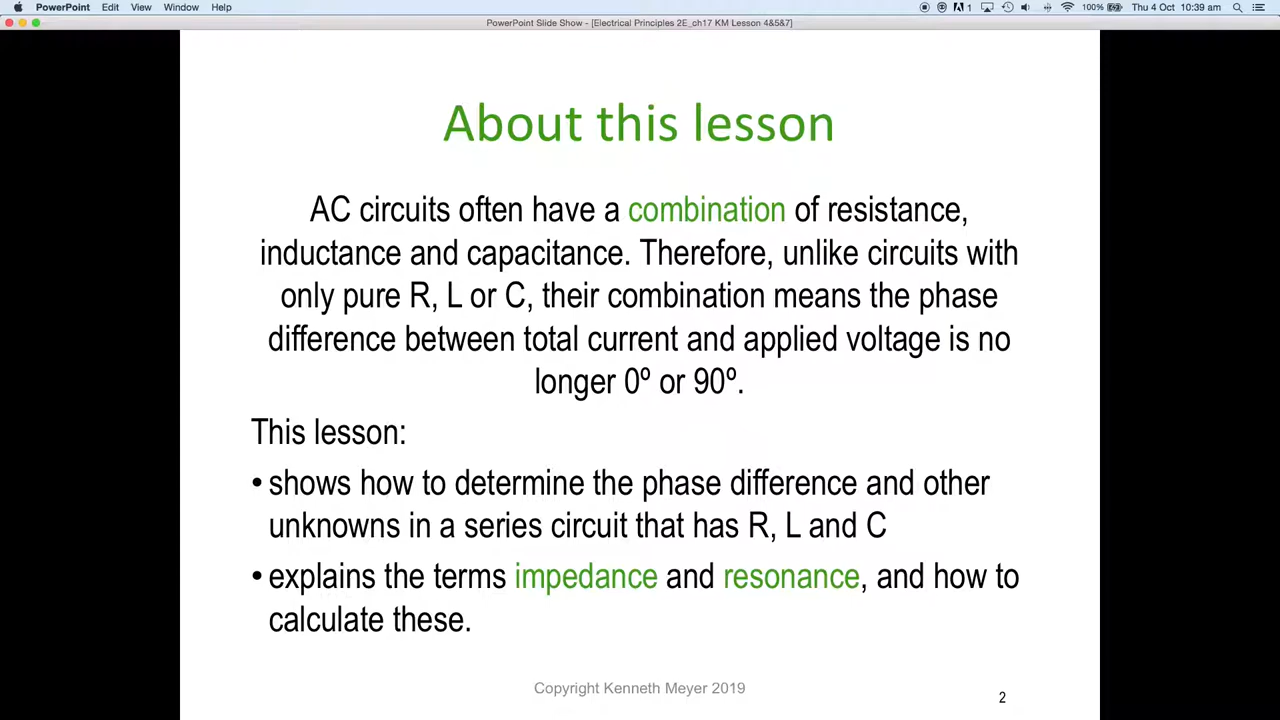 PowerPoint Edit View Window Help 1 100% Thu 4 Oct 10:39 am
PowerPoint Slide Show - [Electrical Principles 2E_ch17 KM Lesson 4&5&7]
About this lesson
AC circuits often have a combination of resistance,
inductance and capacitance. Therefore, unlike circuits with
only pure R, L or C, their combination means the phase
difference between total current and applied voltage is no
longer 0º or 90º.
This lesson:
• shows how to determine the phase difference and other
unknowns in a series circuit that has R, L and C
• explains the terms impedance and resonance, and how to
calculate these.
Copyright Kenneth Meyer 2019
2